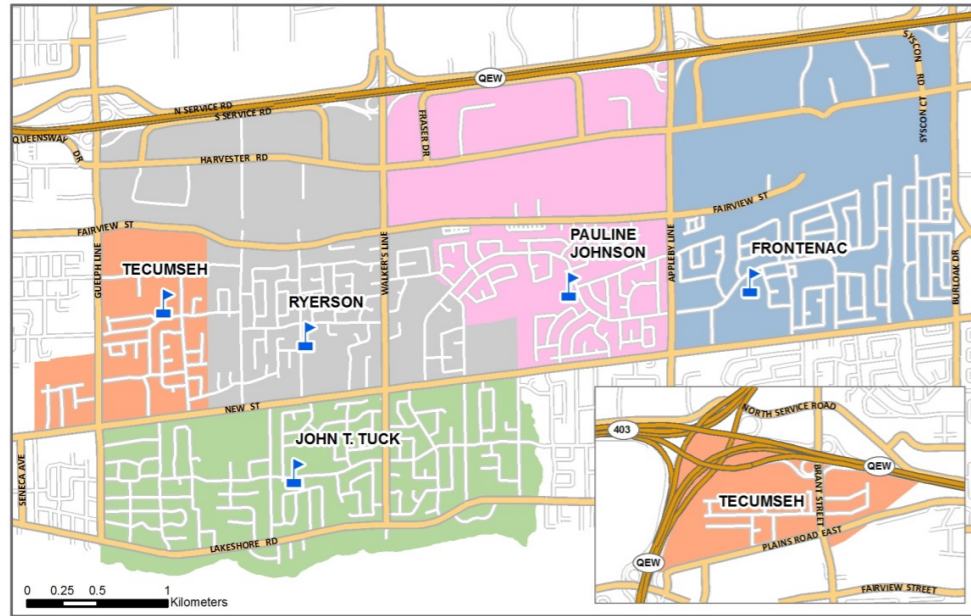 SYSCON RD
QEW
N SERVICE RD
S SERVICE RD
FRASER DR
SYSCON CT
QUEENSWAY DR
HARVESTER RD
FAIRVIEW ST
FAIRVIEW ST
GUELPH LINE
WALKER'S LINE
APPLEBY LINE
BURLOAK DR
PAULINE
JOHNSON
FRONTENAC
TECUMSEH
RYERSON
NEW ST
JOHN T. TUCK
SENECA AVE
LAKESHORE RD
0 0.25 0.5 1
Kilometers
NORTH SERVICE ROAD
403
QEW
BRANT STREET
TECUMSEH
PLAINS ROAD EAST
QEW
FAIRVIEW STREET